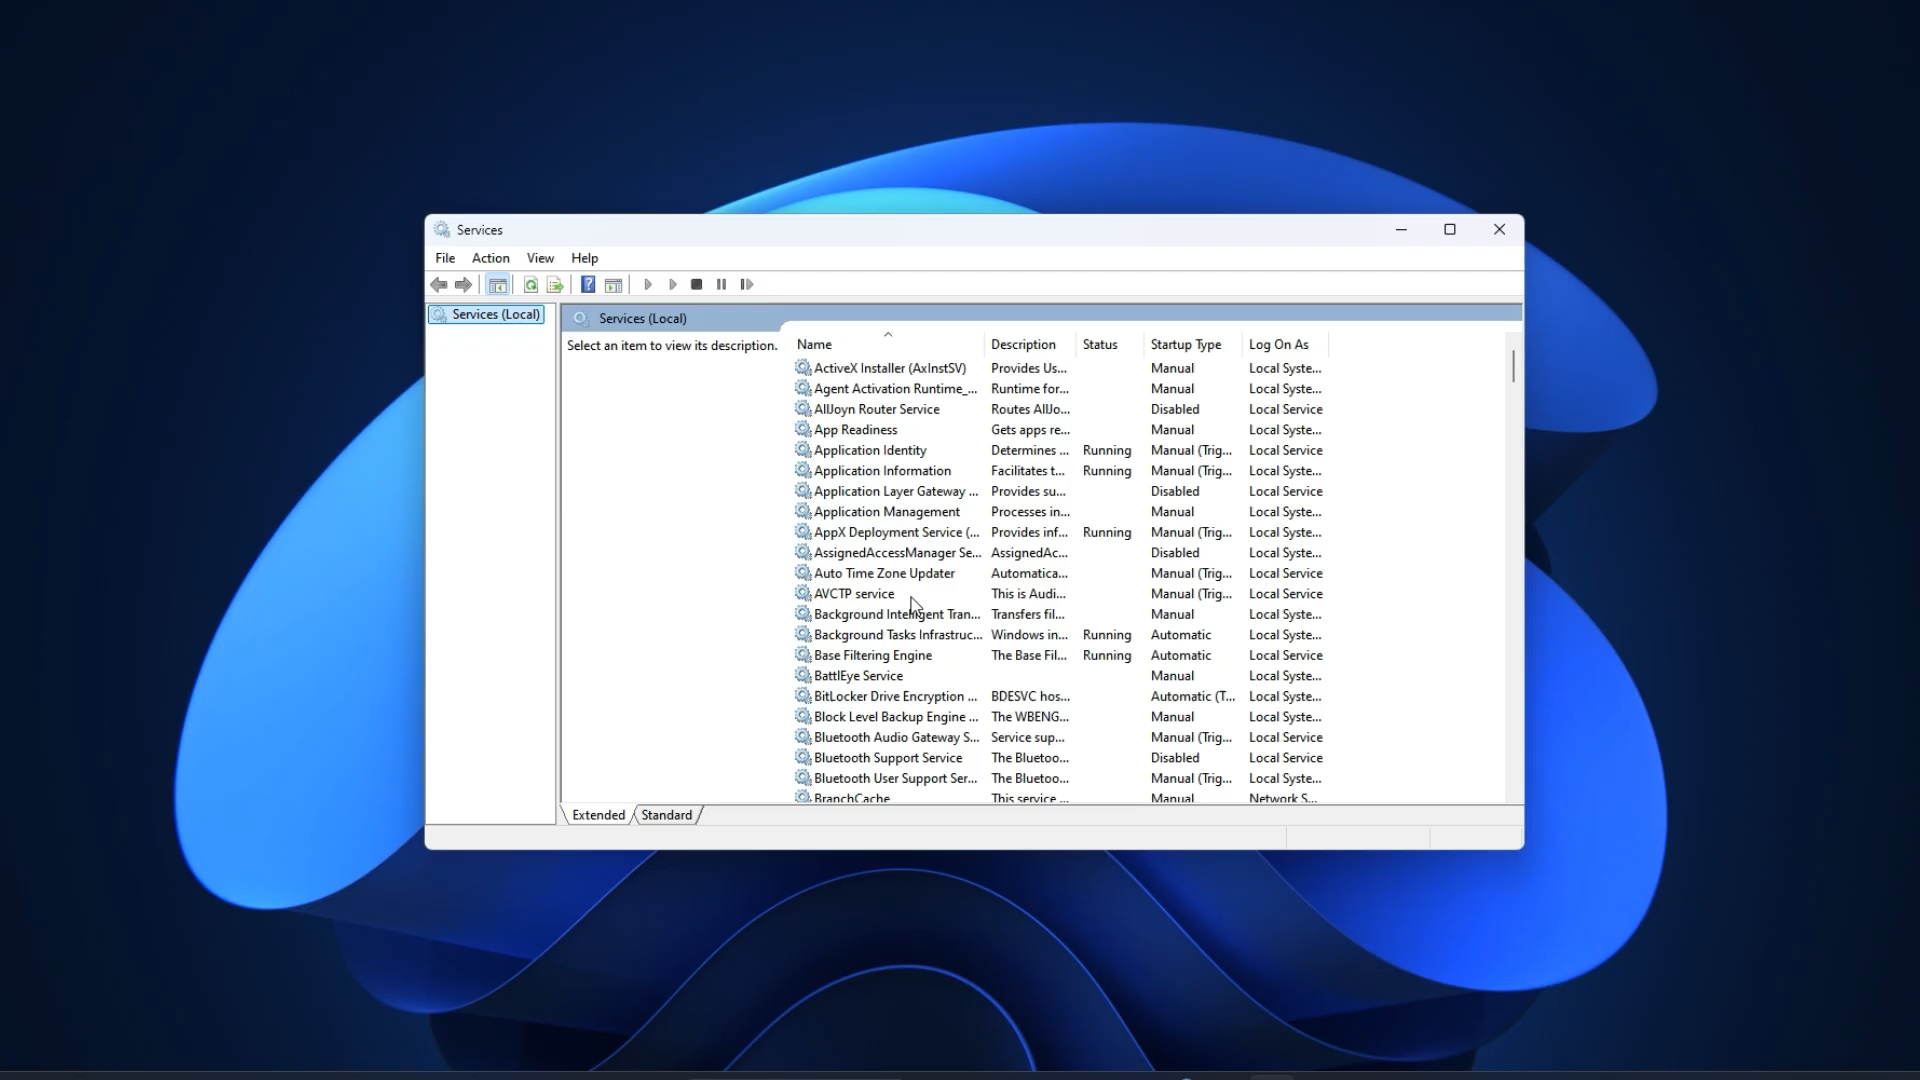 Services
File Action View Help
Services (Local)
Services (Local)
Select an item to view its description.
Name Description Status Startup Type Log On As
ActiveX Installer (AxInstSV) Provides Us... Manual Local Syste...
Agent Activation Runtime_... Runtime for... Manual Local Syste...
AllJoyn Router Service Routes AllJo... Disabled Local Service
App Readiness Gets apps re... Manual Local Syste...
Application Identity Determines ... Running Manual (Trig... Local Service
Application Information Facilitates t... Running Manual (Trig... Local Syste...
Application Layer Gateway ... Provides su... Disabled Local Service
Application Management Processes in... Manual Local Syste...
AppX Deployment Service (... Provides inf... Running Manual (Trig... Local Syste...
AssignedAccessManager Se... AssignedAc... Disabled Local Syste...
Auto Time Zone Updater Automatica... Manual (Trig... Local Service
AVCTP service This is Audi... Manual (Trig... Local Service
Background Intelligent Tran... Transfers fil... Manual Local Syste...
Background Tasks Infrastruc... Windows in... Running Automatic Local Syste...
Base Filtering Engine The Base Fil... Running Automatic Local Service
BattlEye Service Manual Local Syste...
BitLocker Drive Encryption ... BDESVC hos... Automatic (T... Local Syste...
Block Level Backup Engine ... The WBENG... Manual Local Syste...
Bluetooth Audio Gateway S... Service sup... Manual (Trig... Local Service
Bluetooth Support Service The Bluetoo... Disabled Local Service
Bluetooth User Support Ser... The Bluetoo... Manual (Trig... Local Syste...
BranchCache This service ... Manual Network S...
Extended Standard